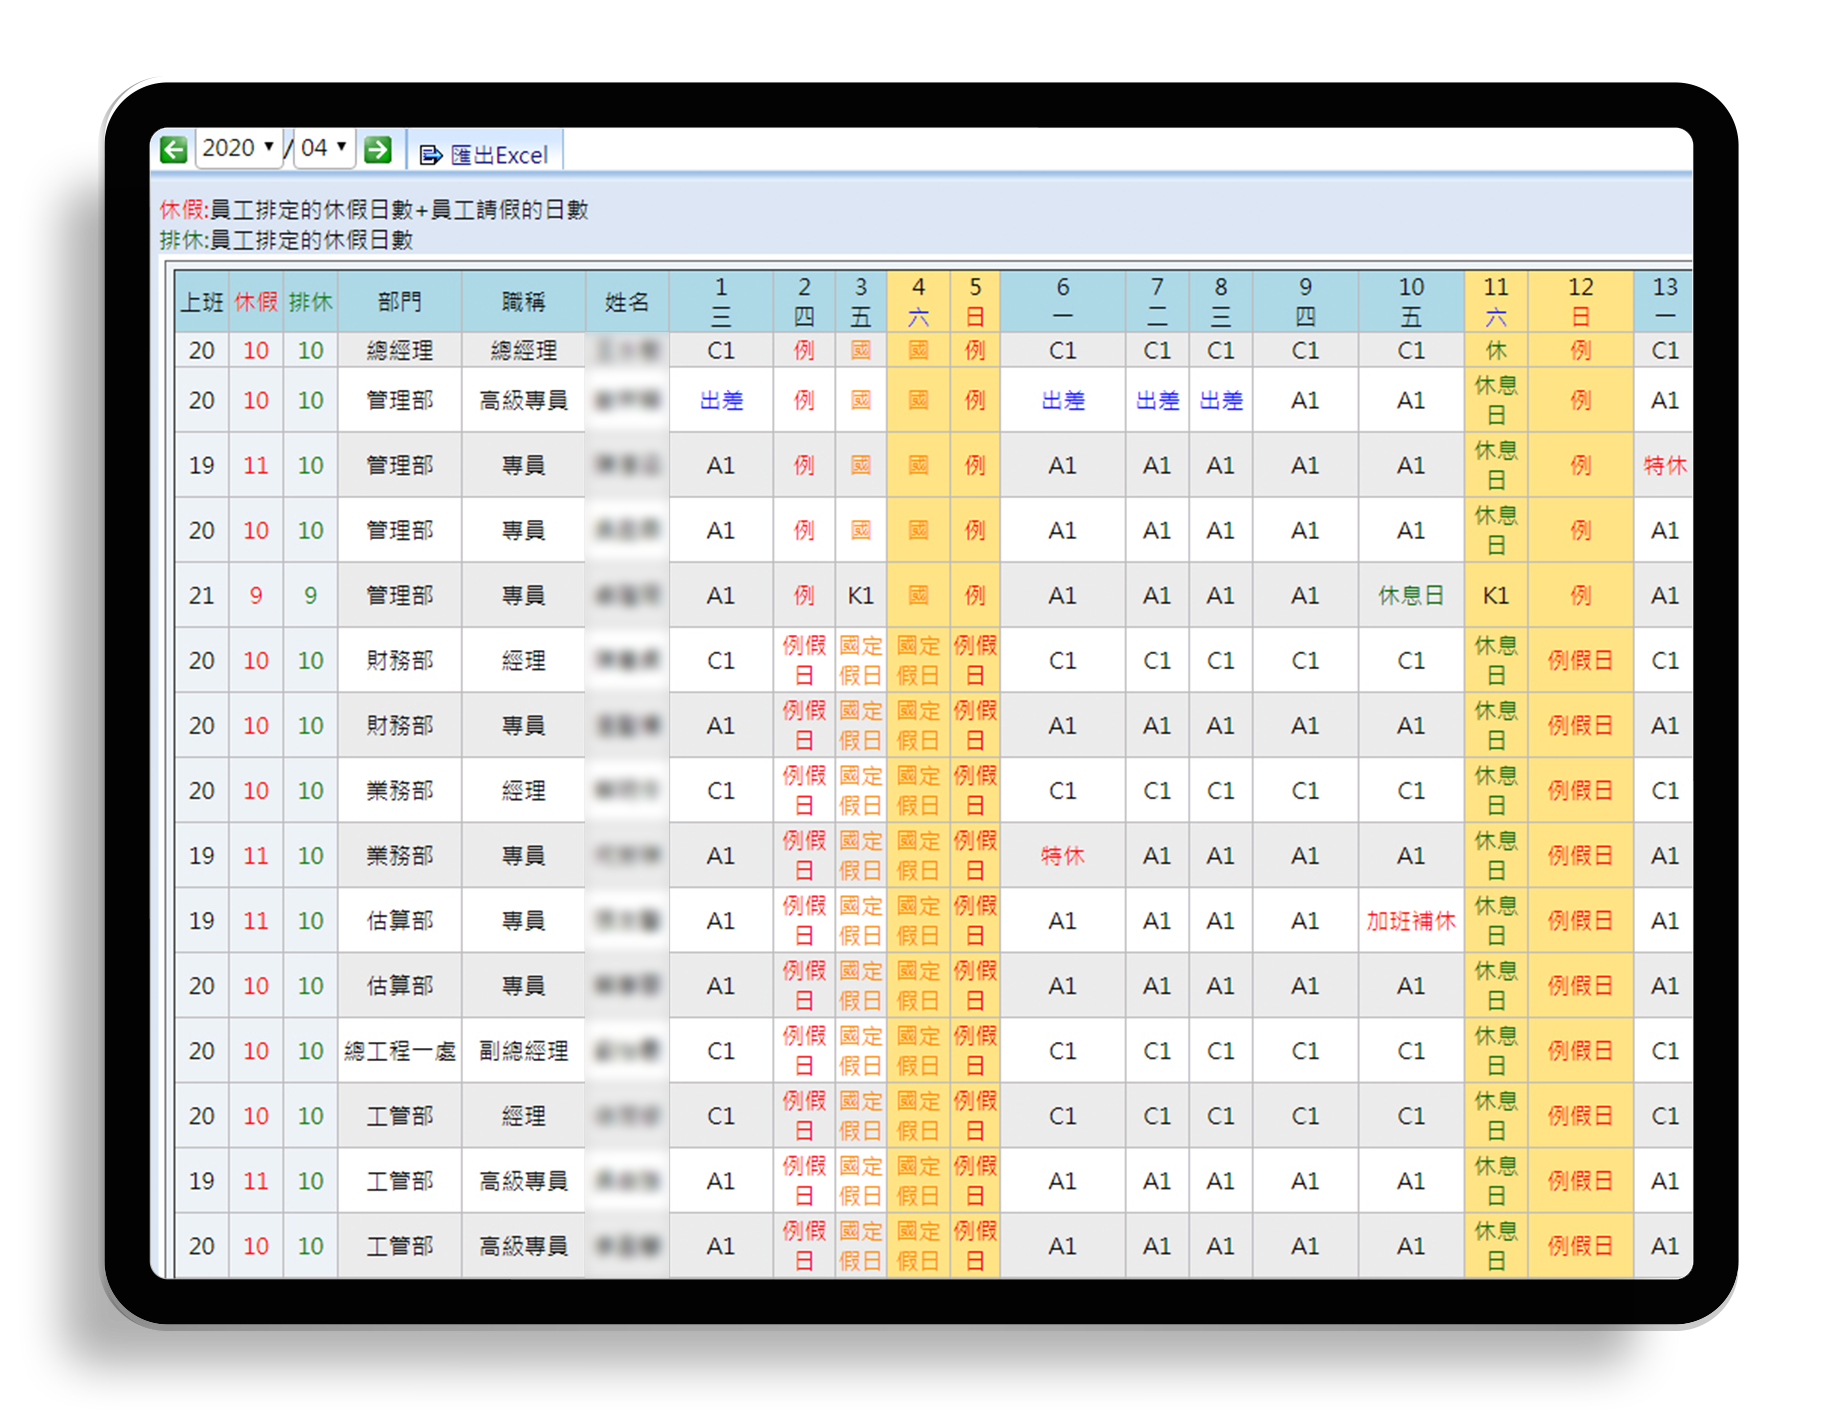 2020 / 04 匯出Excel
休假:員工排定的休假日數+員工請假的日數
排休:員工排定的休假日數
上班 休假 排休 部門 職稱 姓名 1 三 2 四 3 五 4 六 5 日 6 一 7 二 8 三 9 四 10 五 11 六 12 日 13 一
20 10 10 總經理 總經理 C1 例 國 國 例 C1 C1 C1 C1 C1 休 例 C1
20 10 10 管理部 高級專員 出差 例 國 國 例 出差 出差 出差 A1 A1 休息日 例 A1
19 11 10 管理部 專員 A1 例 國 國 例 A1 A1 A1 A1 A1 休息日 例 特休
20 10 10 管理部 專員 A1 例 國 國 例 A1 A1 A1 A1 A1 休息日 例 A1
21 9 9 管理部 專員 A1 例 K1 國 例 A1 A1 A1 A1 休息日 K1 例 A1
20 10 10 財務部 經理 C1 例假日 國定假日 國定假日 例假日 C1 C1 C1 C1 C1 休息日 例假日 C1
20 10 10 財務部 專員 A1 例假日 國定假日 國定假日 例假日 A1 A1 A1 A1 A1 休息日 例假日 A1
20 10 10 業務部 經理 C1 例假日 國定假日 國定假日 例假日 C1 C1 C1 C1 C1 休息日 例假日 C1
19 11 10 業務部 專員 A1 例假日 國定假日 國定假日 例假日 特休 A1 A1 A1 A1 休息日 例假日 A1
19 11 10 估算部 專員 A1 例假日 國定假日 國定假日 例假日 A1 A1 A1 A1 加班補休 休息日 例假日 A1
20 10 10 估算部 專員 A1 例假日 國定假日 國定假日 例假日 A1 A1 A1 A1 A1 休息日 例假日 A1
20 10 10 總工程一處 副總經理 C1 例假日 國定假日 國定假日 例假日 C1 C1 C1 C1 C1 休息日 例假日 C1
20 10 10 工管部 經理 C1 例假日 國定假日 國定假日 例假日 C1 C1 C1 C1 C1 休息日 例假日 C1
19 11 10 工管部 高級專員 A1 例假日 國定假日 國定假日 例假日 A1 A1 A1 A1 A1 休息日 例假日 A1
20 10 10 工管部 高級專員 A1 例假日 國定假日 國定假日 例假日 A1 A1 A1 A1 A1 休息日 例假日 A1